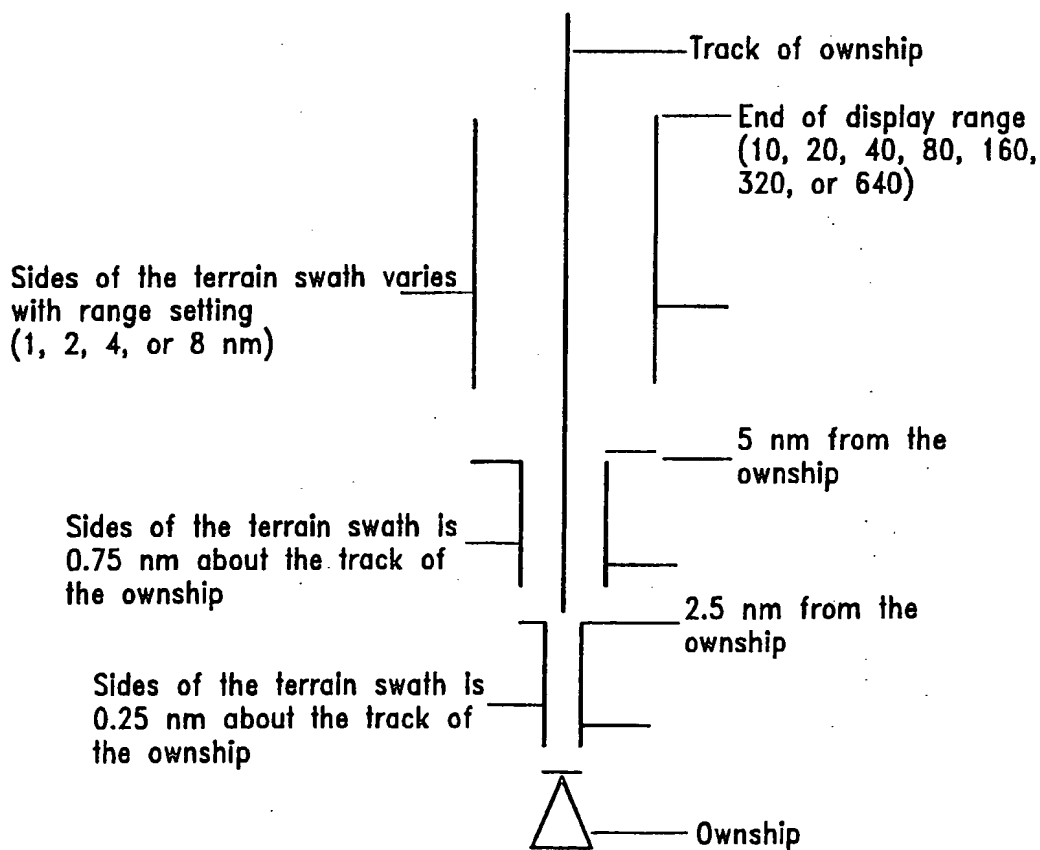 Track of ownship
End of display range
(10, 20, 40, 80, 160,
320, or 640)
Sides of the terrain swath varies
with range setting
(1, 2, 4, or 8 nm)
5 nm from the
ownship
Sides of the terrain swath is
0.75 nm about the track of
the ownship
2.5 nm from the
ownship
Sides of the terrain swath is
0.25 nm about the track of
the ownship
Ownship